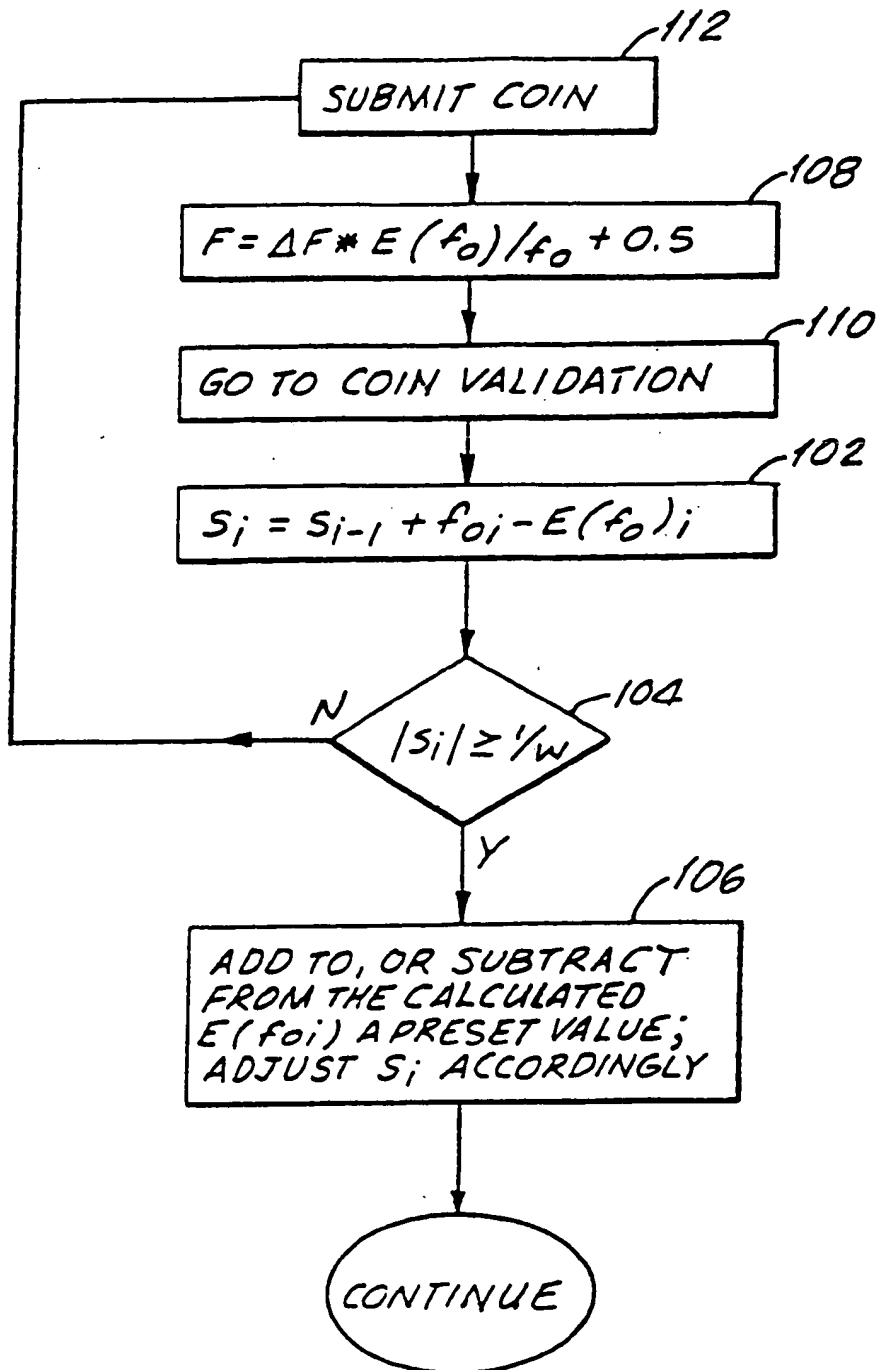 112
SUBMIT COIN
108
F = ΔF * E (f₀)/f₀ + 0.5
110
GO TO COIN VALIDATION
102
Sᵢ = Sᵢ₋₁ + f₀ᵢ - E (f₀)ᵢ
104
N
|Sᵢ| ≥ 1/w
Y
106
ADD TO, OR SUBTRACT
FROM THE CALCULATED
E (f₀ᵢ) A PRESET VALUE;
ADJUST Sᵢ ACCORDINGLY
CONTINUE